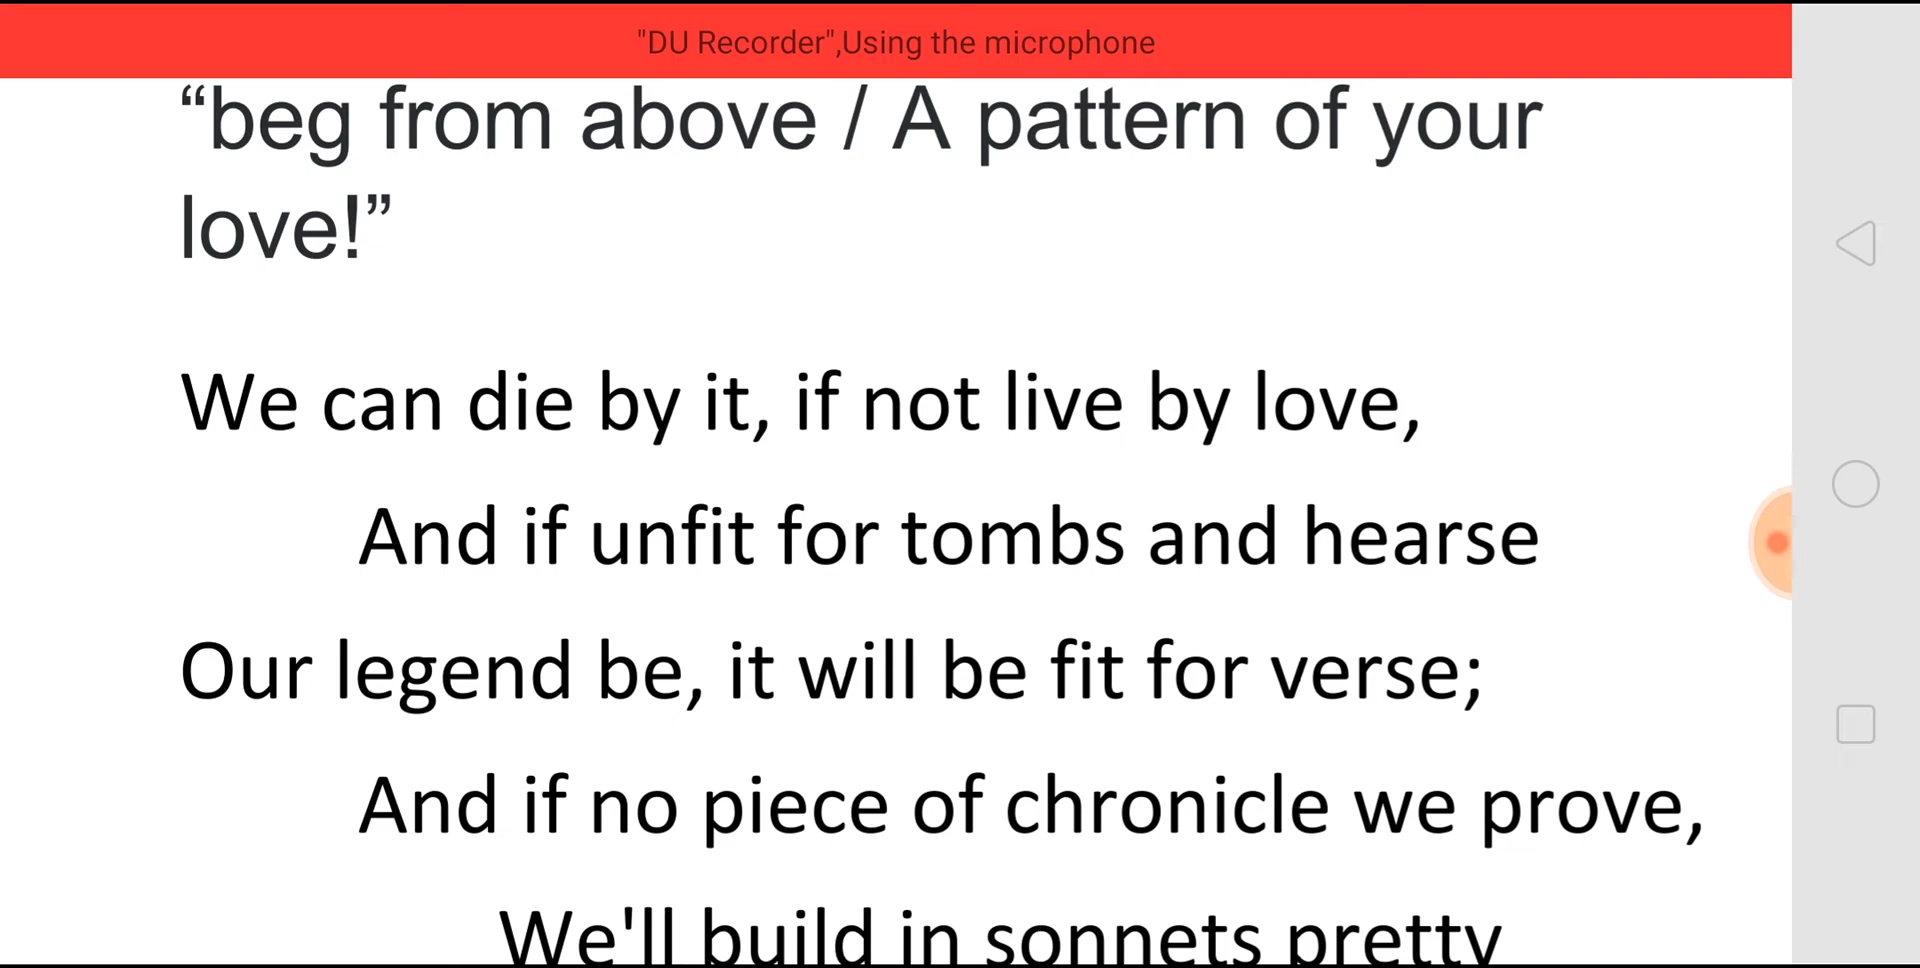 "DU Recorder",Using the microphone
“beg from above / A pattern of your
love!”
We can die by it, if not live by love,
And if unfit for tombs and hearse
Our legend be, it will be fit for verse;
And if no piece of chronicle we prove,
We'll build in sonnets pretty